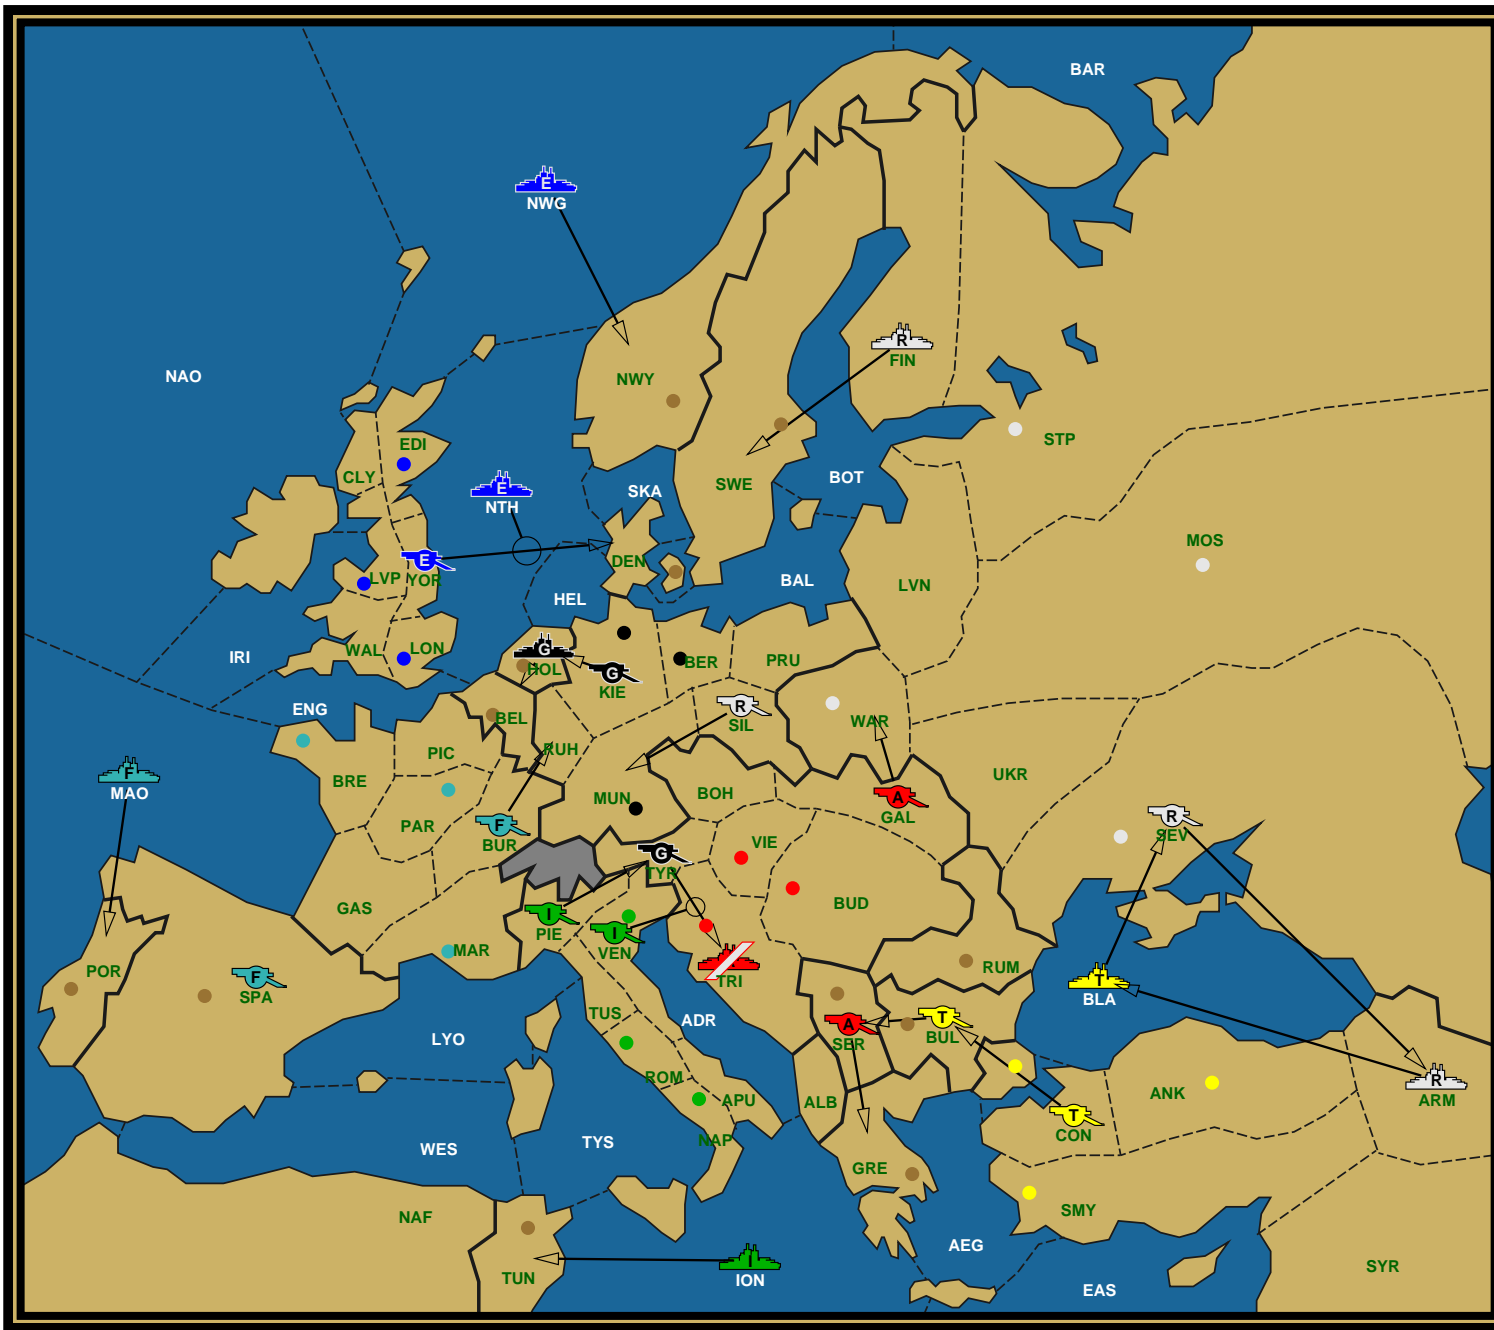 BAR
E
NWG
R
FIN
NAO
NWY
EDI
STP
CLY
SWE
BOT
SKA
E
NTH
MOS
E
LVP YOR
DEN
BAL
LVN
HEL
IRI
WAL
LON
G
HOL
G
KIE
BER
PRU
ENG
BEL
R
SIL
WAR
PIC
RUH
F
MAO
BRE
UKR
MUN
BOH
A
GAL
R
SEV
PAR
F
BUR
VIE
G
TYR
BUD
GAS
I
PIE
I
VEN
MAR
POR
F
SPA
TRI
RUM
T
BLA
TUS
ADR
A
SER
T
BUL
LYO
ROM
APU
ALB
ANK
R
ARM
T
CON
WES
TYS
NAP
GRE
SMY
NAF
AEG
TUN
I
ION
EAS
SYR